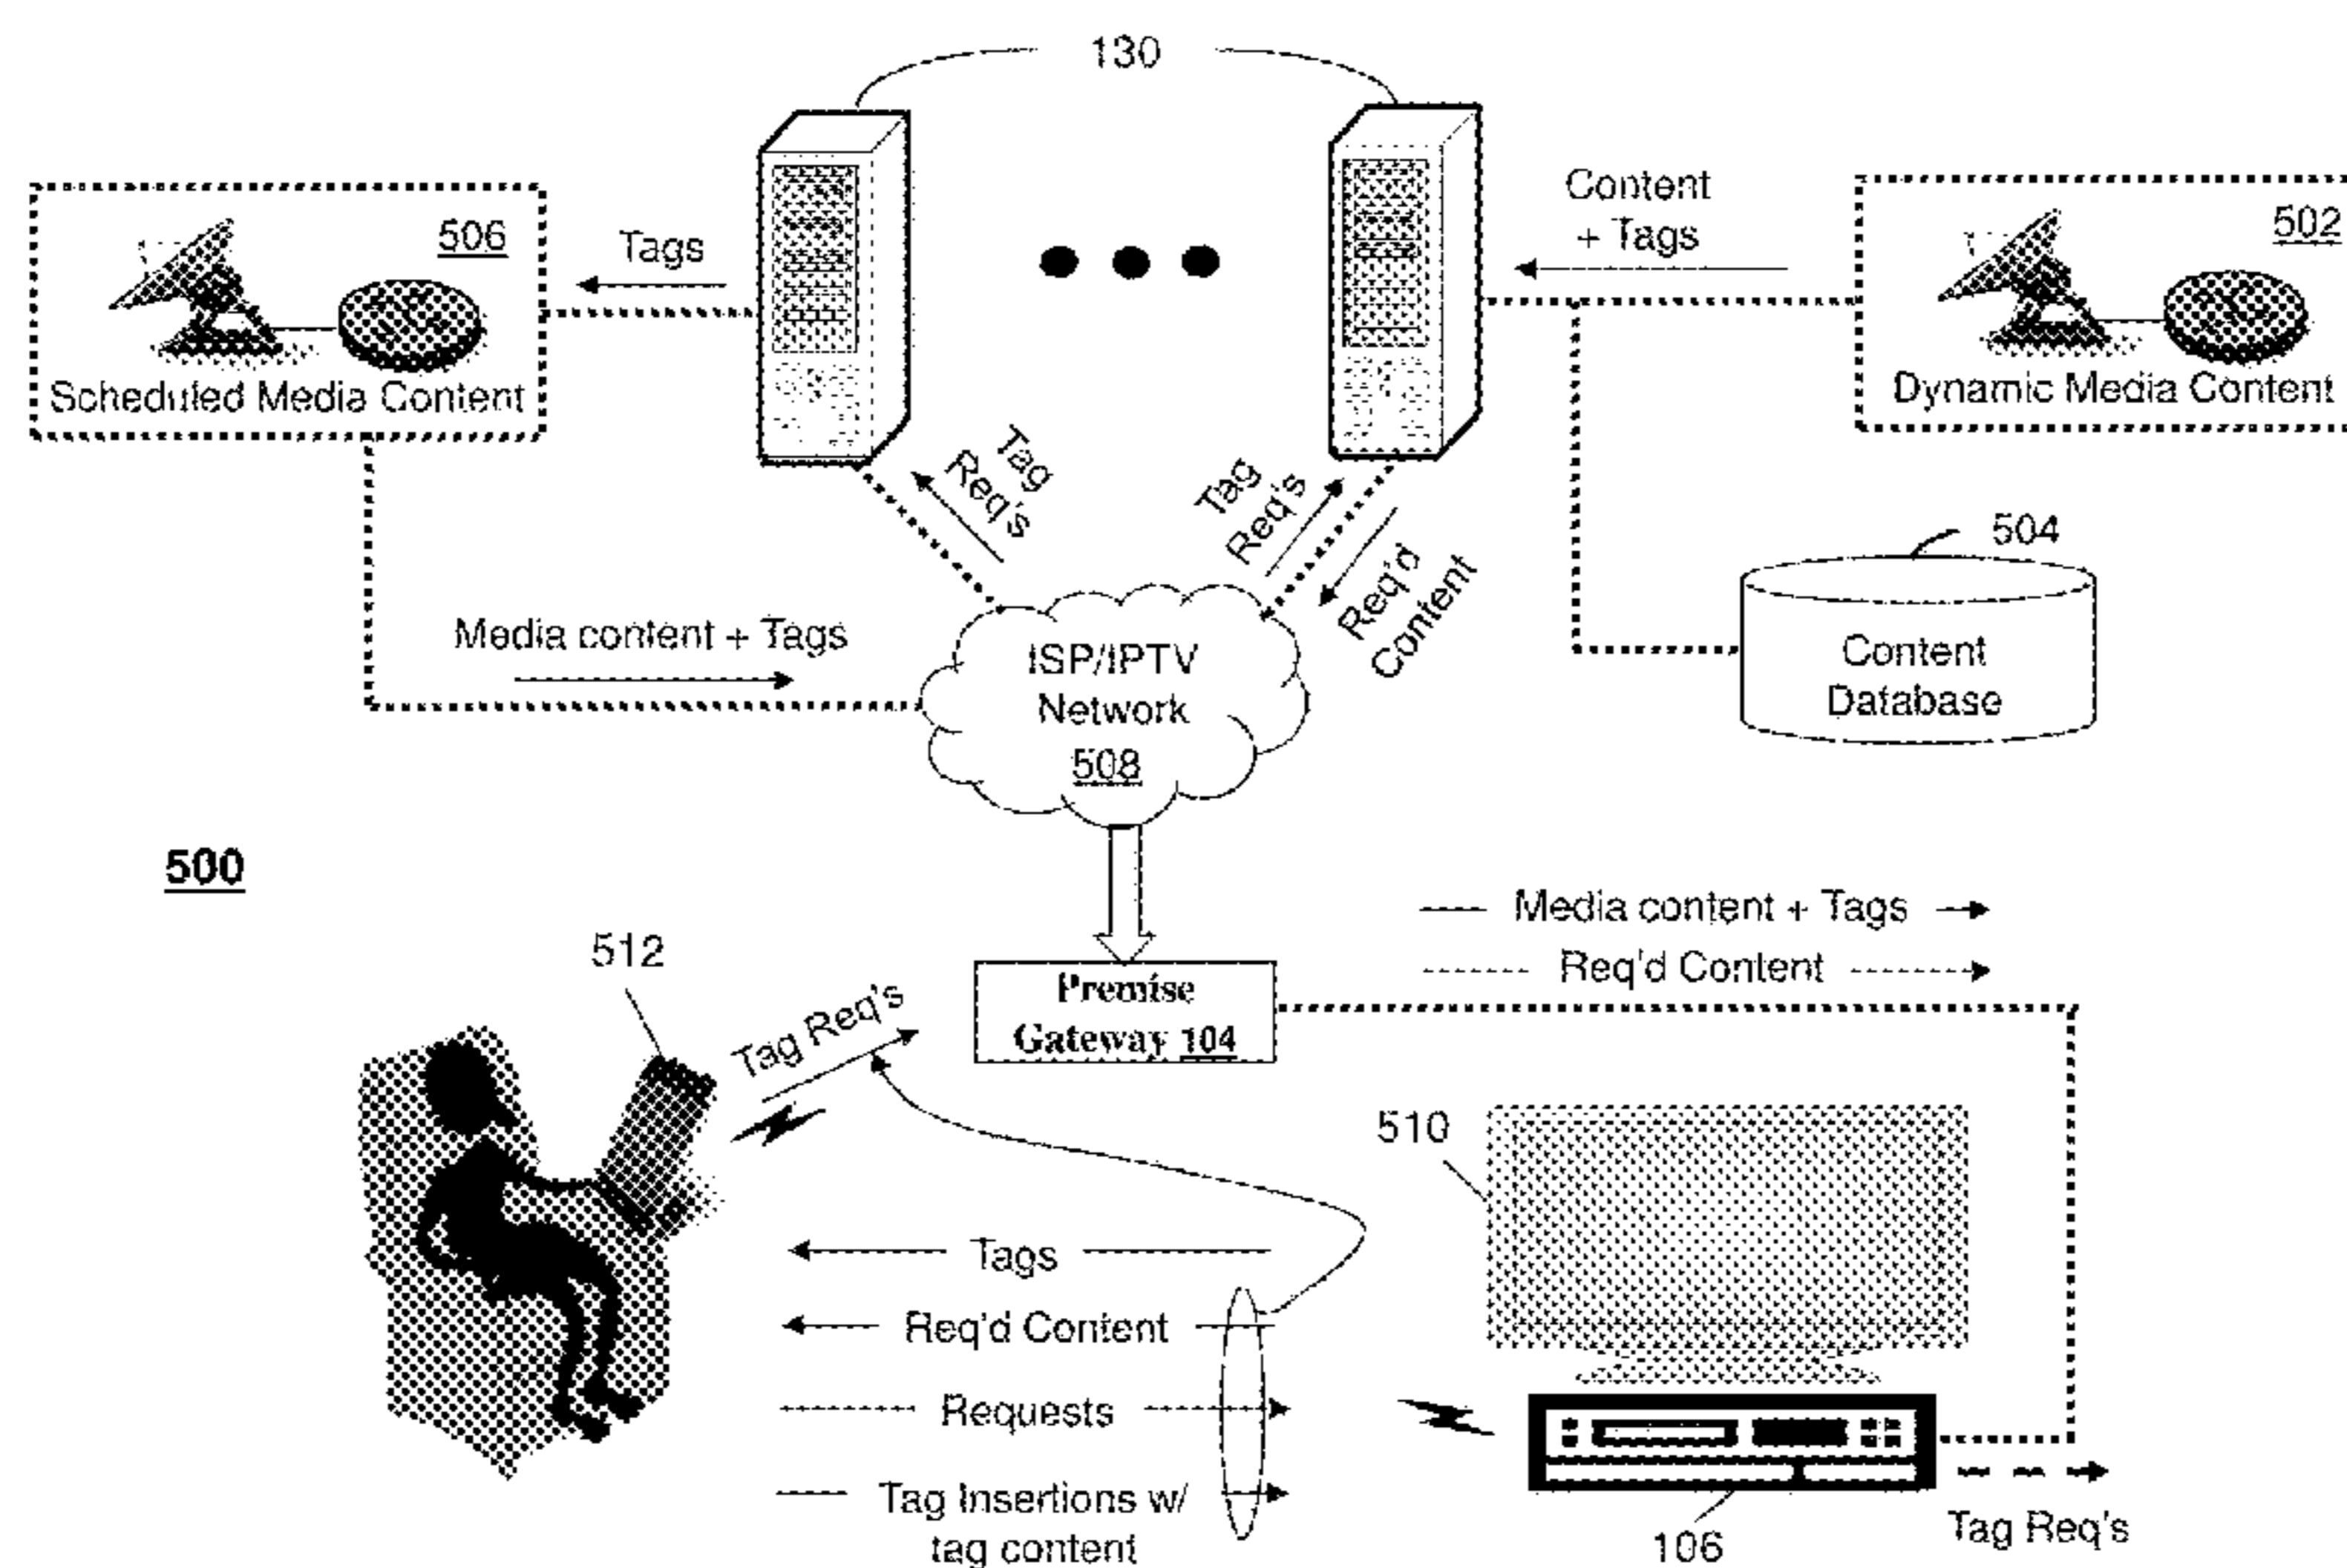 130
506
Tags
Scheduled Media Content
Content
+ Tags
502
Dynamic Media Content
Tag
Req's
Tag
Req's
Req'd
Content
504
Content
Database
Media content + Tags
ISP/IPTV
Network
508
500
Media content + Tags
Req'd Content
512
Tag Req's
Premise
Gateway 104
510
Tags
Req'd Content
Requests
Tag Insertions w/
tag content
106
Tag Req's